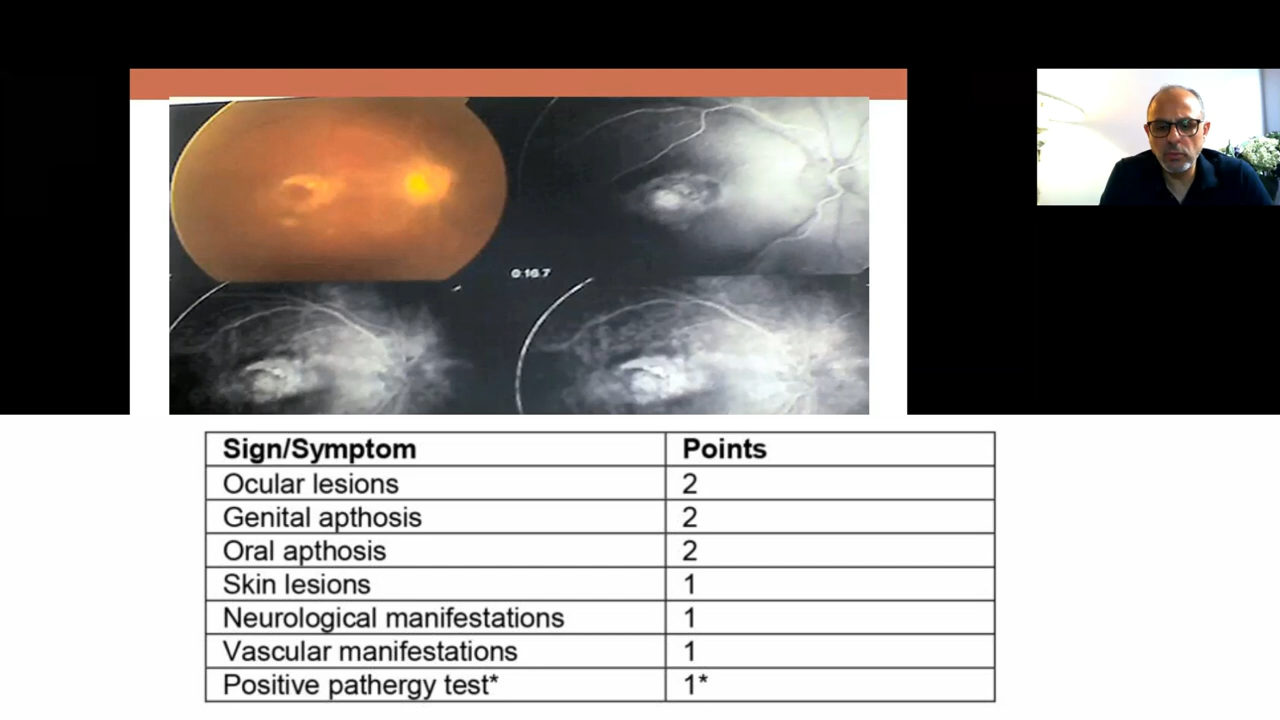 0:16.7
Sign/Symptom Points
Ocular lesions 2
Genital apthosis 2
Oral apthosis 2
Skin lesions 1
Neurological manifestations 1
Vascular manifestations 1
Positive pathergy test* 1*